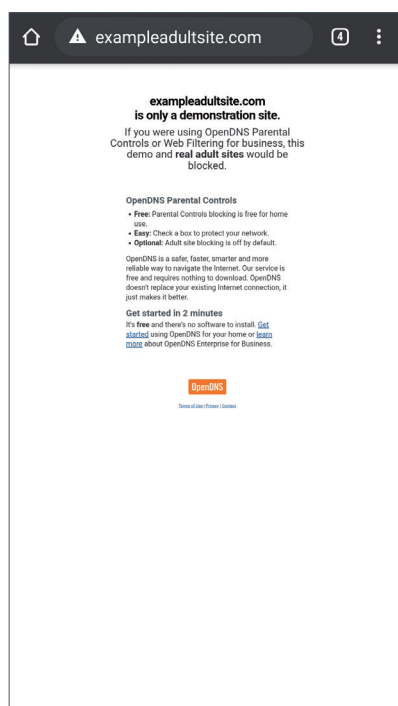 exampleadultsite.com
4
exampleadultsite.com
is only a demonstration site.
If you were using OpenDNS Parental
Controls or Web Filtering for business, this
demo and real adult sites would be
blocked.
OpenDNS Parental Controls
• Free: Parental Controls blocking is free for home
use.
• Easy: Check a box to protect your network.
• Optional: Adult site blocking is off by default.
OpenDNS is a safer, faster, smarter and more
reliable way to navigate the Internet. Our service is
free and requires nothing to download. OpenDNS
doesn't replace your existing Internet connection, it
just makes it better.
Get started in 2 minutes
It's free and there's no software to install. Get
started using OpenDNS for your home or learn
more about OpenDNS Enterprise for Business.
OpenDNS
Terms of Use | Privacy | Contact